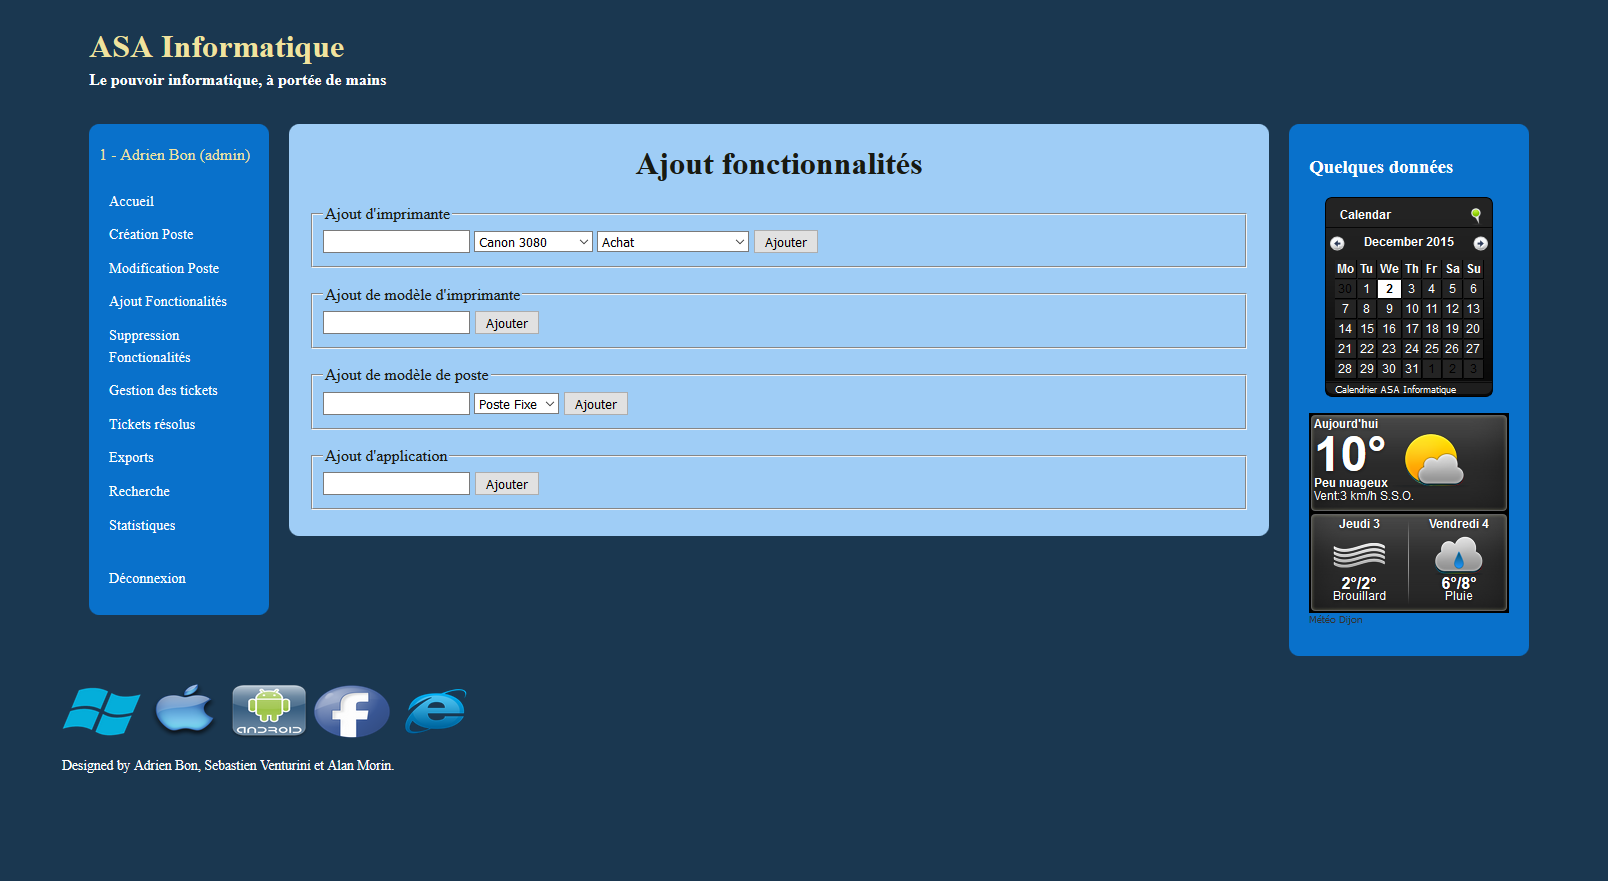 ASA Informatique
Le pouvoir informatique, à portée de mains
1 - Adrien Bon (admin)
Accueil
Création Poste
Modification Poste
Ajout Fonctionalités
Suppression
Fonctionalités
Gestion des tickets
Tickets résolus
Exports
Recherche
Statistiques
Déconnexion
Ajout fonctionnalités
Ajout d'imprimante
Canon 3080 Achat Ajouter
Ajout de modèle d'imprimante
Ajouter
Ajout de modèle de poste
Poste Fixe Ajouter
Ajout d'application
Ajouter
Quelques données
Calendar
December 2015
Mo Tu We Th Fr Sa Su
30 1 2 3 4 5 6
7 8 9 10 11 12 13
14 15 16 17 18 19 20
21 22 23 24 25 26 27
28 29 30 31 1 2 3
Calendrier ASA Informatique
Aujourd'hui
10°
Peu nuageux
Vent:3 km/h S.S.O.
Jeudi 3 Vendredi 4
2°/2° 6°/8°
Brouillard Pluie
Météo Dijon
ANDROID
Designed by Adrien Bon, Sebastien Venturini et Alan Morin.